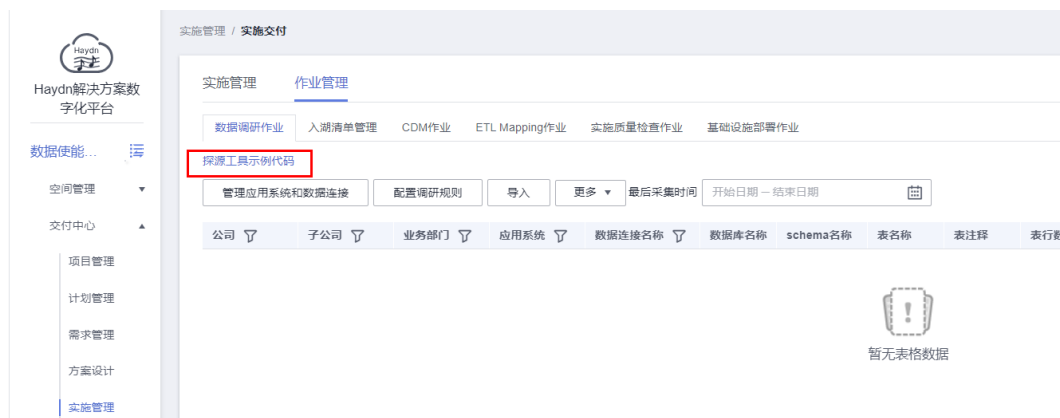 实施管理 / 实施交付
Haydn
Haydn解决方案数
字化平台
数据使能...
空间管理
交付中心
项目管理
计划管理
需求管理
方案设计
实施管理
实施管理 作业管理
数据调研作业 入湖清单管理 CDM作业 ETL Mapping作业 实施质量检查作业 基础设施部署作业
探源工具示例代码
管理应用系统和数据连接 配置调研规则 导入 更多 最后采集时间 开始日期 – 结束日期
公司 子公司 业务部门 应用系统 数据连接名称 数据库名称 schema名称 表名称 表注释 表行数
暂无表格数据